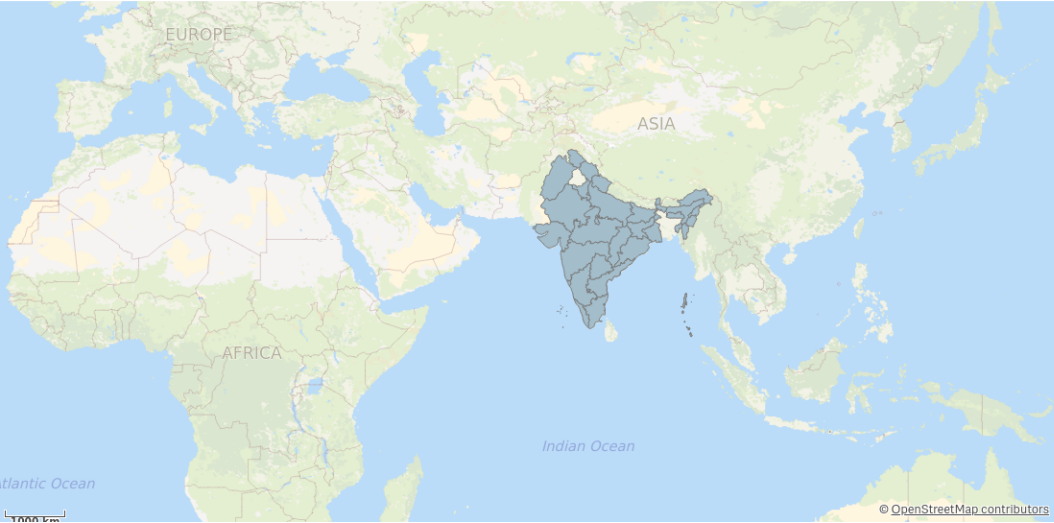 EUROPE
ASIA
AFRICA
Indian Ocean
tlantic Ocean
© OpenStreetMap contributors
1000 km